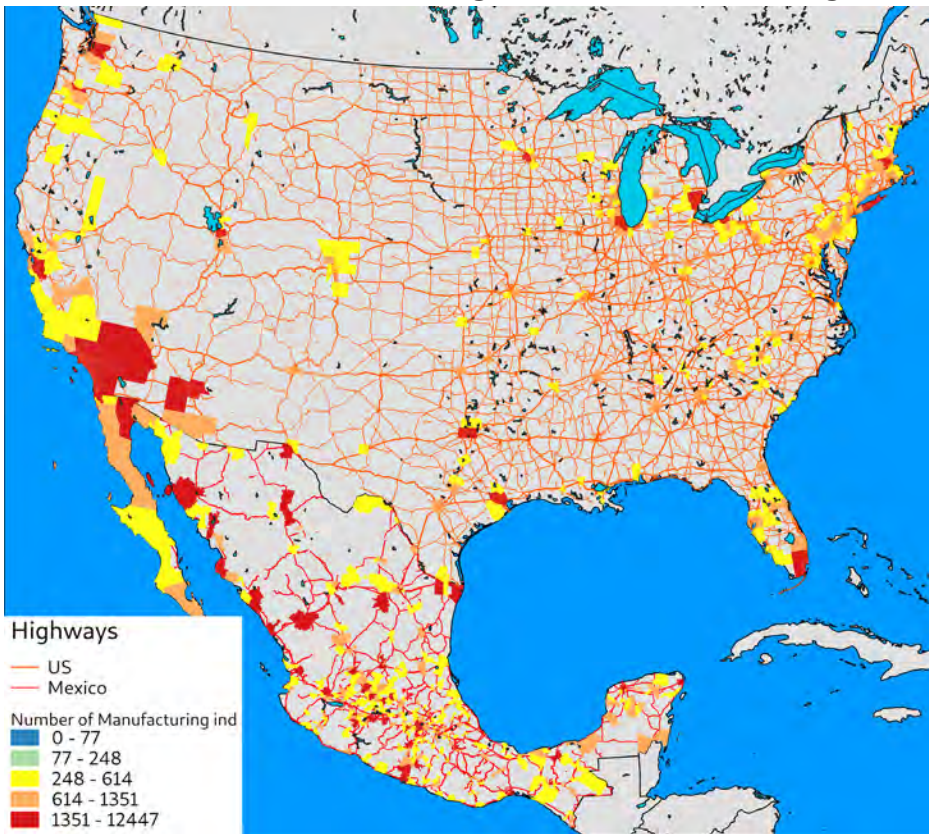 Highways
US
Mexico
Number of Manufacturing ind
0 - 77
77 - 248
248 - 614
614 - 1351
1351 - 12447